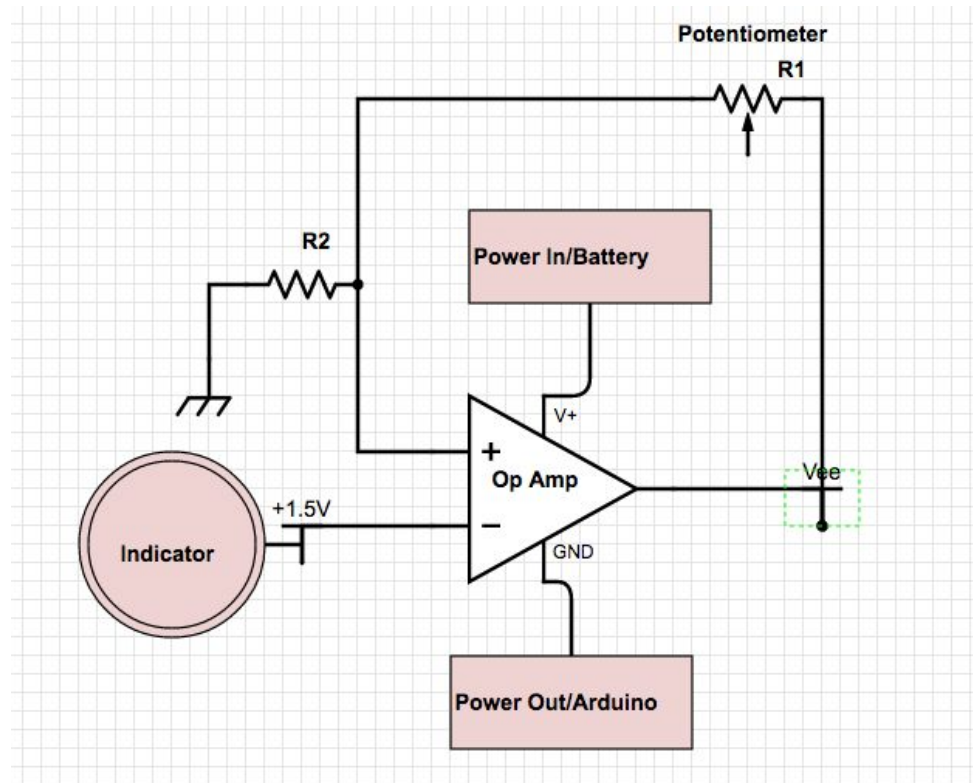 Potentiometer
R1
R2
Power In/Battery
V+
+
Op Amp
Vee
+1.5V
−
Indicator
GND
Power Out/Arduino